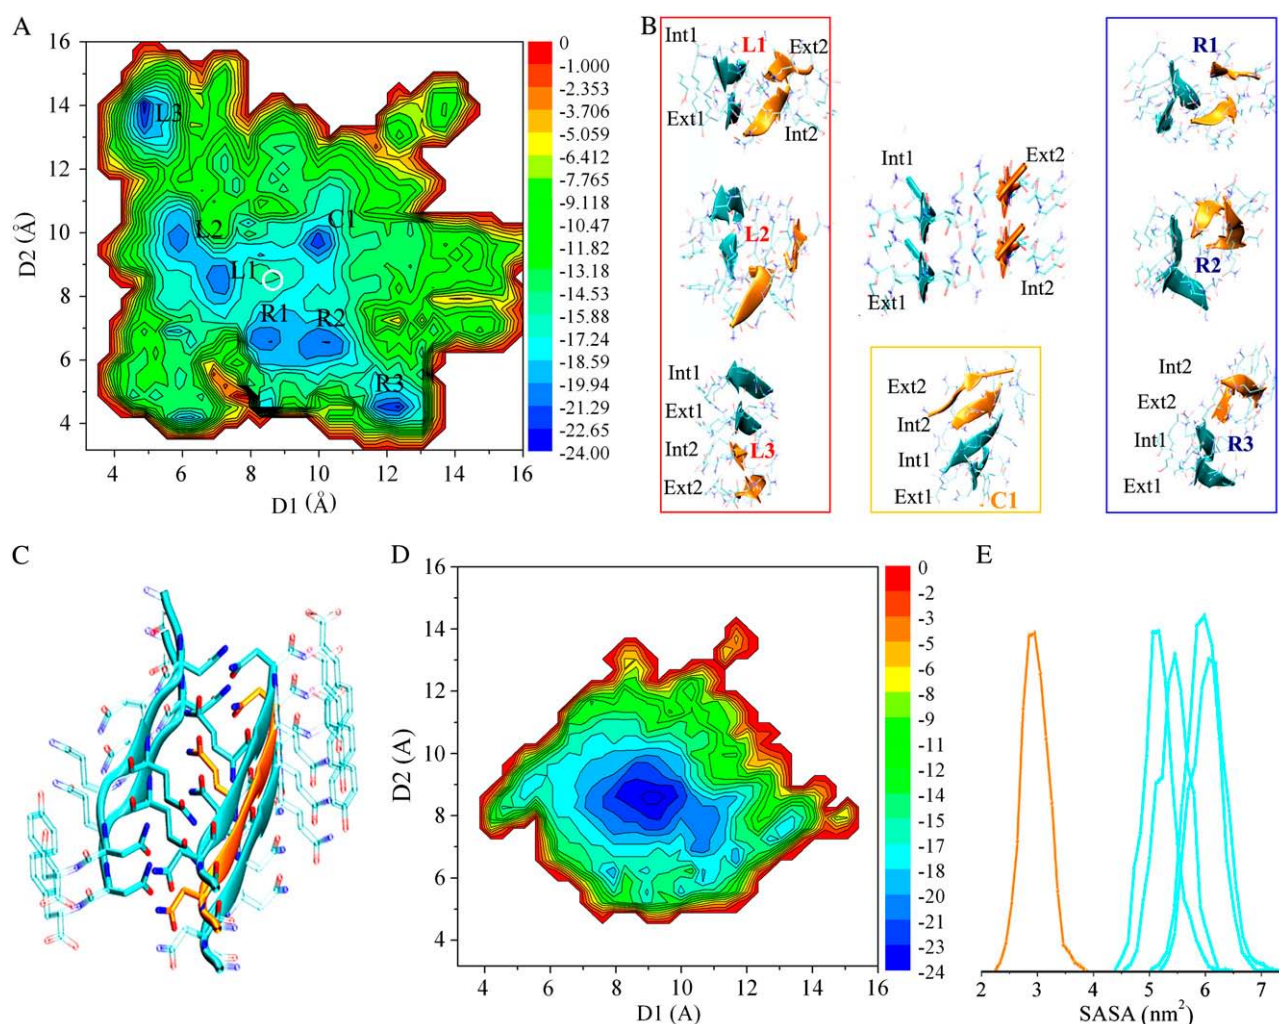 A
16
14
12
10
8
6
4
D2 (Å)
4 6 8 10 12 14 16
D1 (Å)
L3
L2
C1
L1
R1
R2
R3
0
-1.000
-2.353
-3.706
-5.059
-6.412
-7.765
-9.118
-10.47
-11.82
-13.18
-14.53
-15.88
-17.24
-18.59
-19.94
-21.29
-22.65
-24.00
B
Int1
L1
Ext2
Ext1
Int2
L2
Int1
Ext1
Int2
L3
Ext2
Int1
Ext2
Ext1
Int2
Ext2
Int2
Int1
Ext1
C1
R1
R2
Int2
Ext2
Int1
R3
Ext1
C
D
16
14
12
10
8
6
4
D2 (A)
4 6 8 10 12 14 16
D1 (A)
0
-2
-3
-5
-6
-8
-9
-11
-12
-14
-15
-17
-18
-20
-21
-23
-24
E
2 3 4 5 6 7
SASA (nm²)